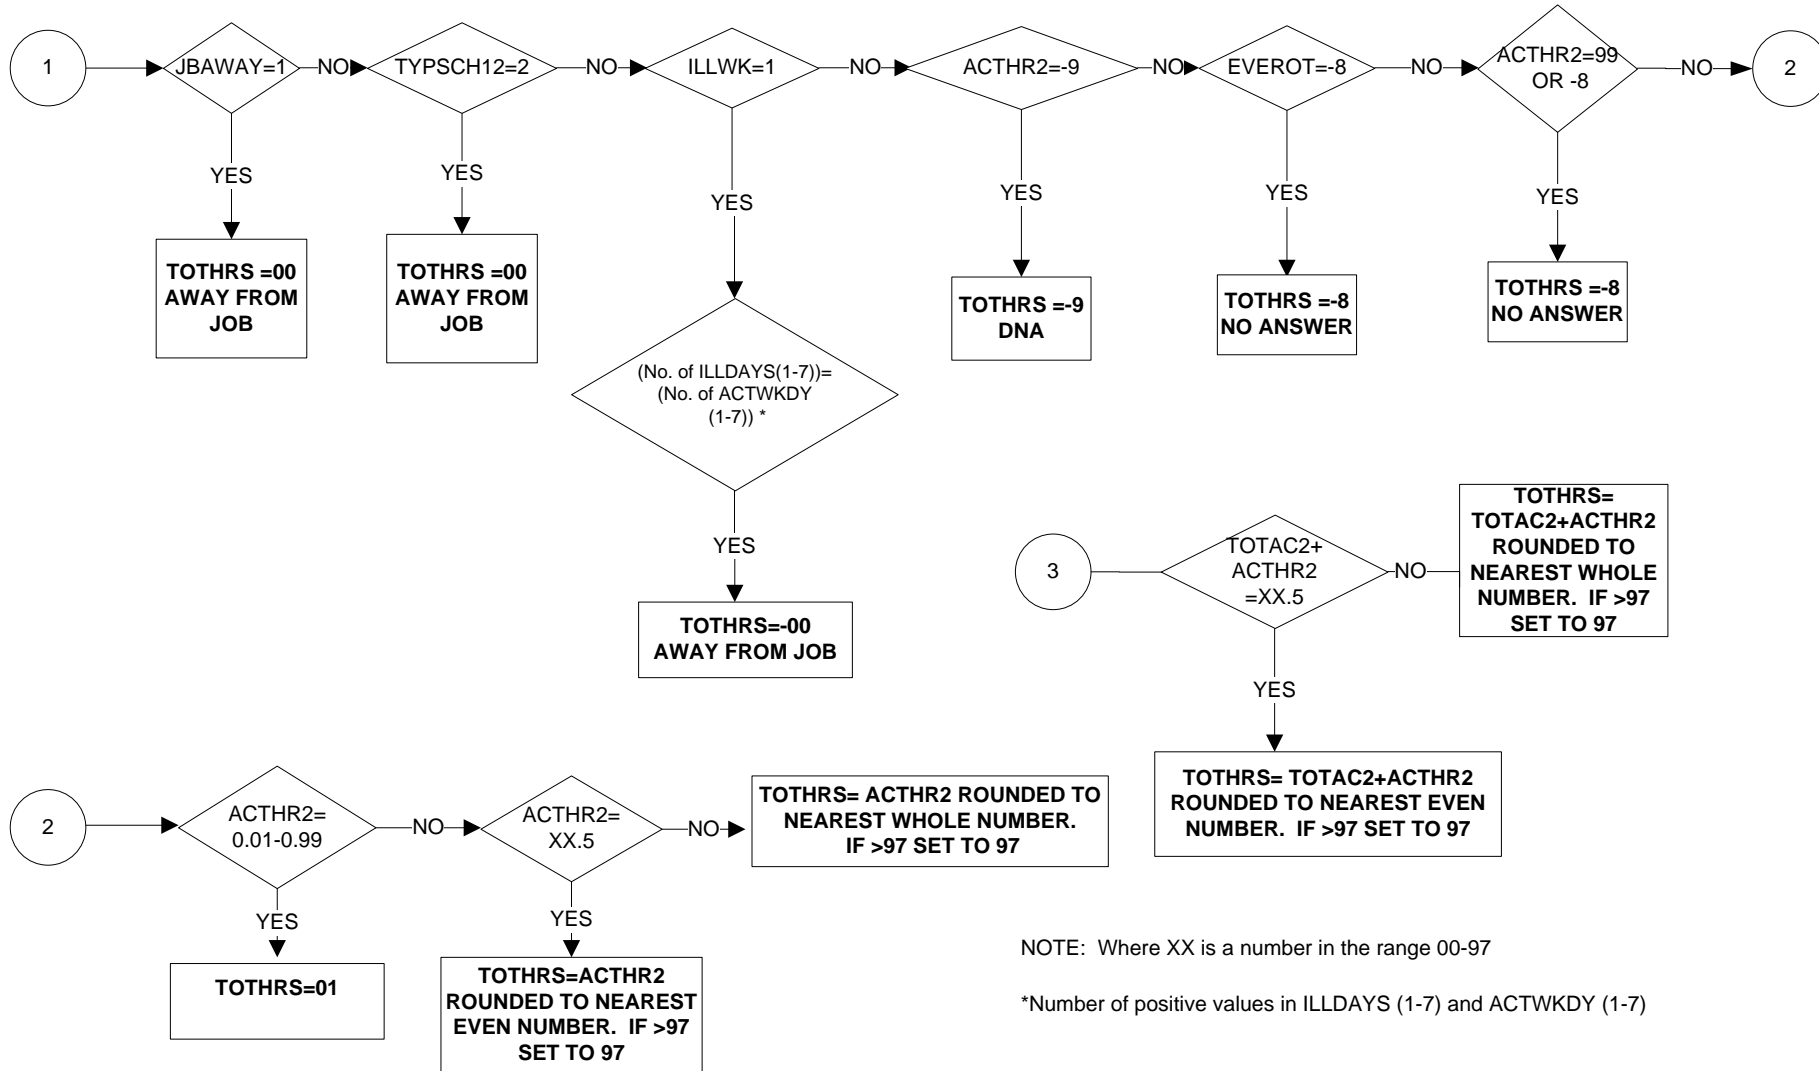 1
JBAWAY=1
NO
TYPSCH12=2
NO
ILLWK=1
NO
ACTHR2=-9
NO
EVEROT=-8
NO
ACTHR2=99
OR -8
NO
2
YES
YES
YES
YES
YES
YES
TOTHRS =00
AWAY FROM
JOB
TOTHRS =00
AWAY FROM
JOB
TOTHRS =-9
DNA
TOTHRS =-8
NO ANSWER
TOTHRS =-8
NO ANSWER
(No. of ILLDAYS(1-7))=
(No. of ACTWKDY
(1-7)) *
YES
TOTHRS=-00
AWAY FROM JOB
3
TOTAC2+
ACTHR2
=XX.5
NO
TOTHRS=
TOTAC2+ACTHR2
ROUNDED TO
NEAREST WHOLE
NUMBER.  IF >97
SET TO 97
YES
TOTHRS= TOTAC2+ACTHR2
ROUNDED TO NEAREST EVEN
NUMBER.  IF >97 SET TO 97
2
ACTHR2=
0.01-0.99
NO
ACTHR2=
XX.5
NO
TOTHRS= ACTHR2 ROUNDED TO
NEAREST WHOLE NUMBER.
IF >97 SET TO 97
YES
YES
TOTHRS=01
TOTHRS=ACTHR2
ROUNDED TO NEAREST
EVEN NUMBER.  IF >97
SET TO 97
NOTE:  Where XX is a number in the range 00-97
*Number of positive values in ILLDAYS (1-7) and ACTWKDY (1-7)